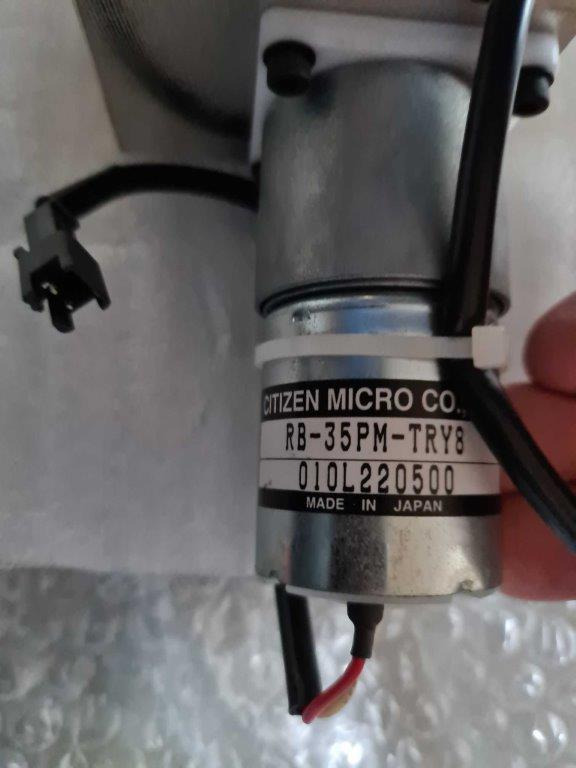 CITIZEN MICRO CO.,
RB-35PM-TRY8
010L220500
MADE IN JAPAN